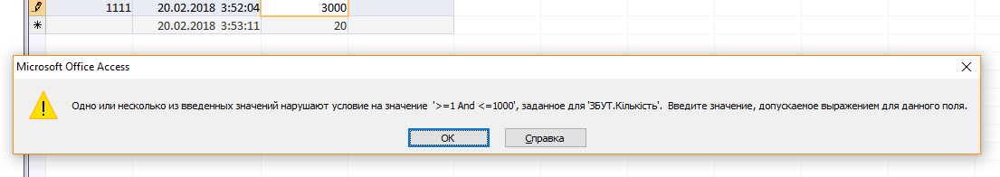 1111 20.02.2018 3:52:04 3000
20.02.2018 3:53:11 20
Microsoft Office Access
Одно или несколько из введенных значений нарушают условие на значение '>=1 And <=1000', заданное для 'ЗБУТ.Кількість'. Введите значение, допускаемое выражением для данного поля.
OK Справка